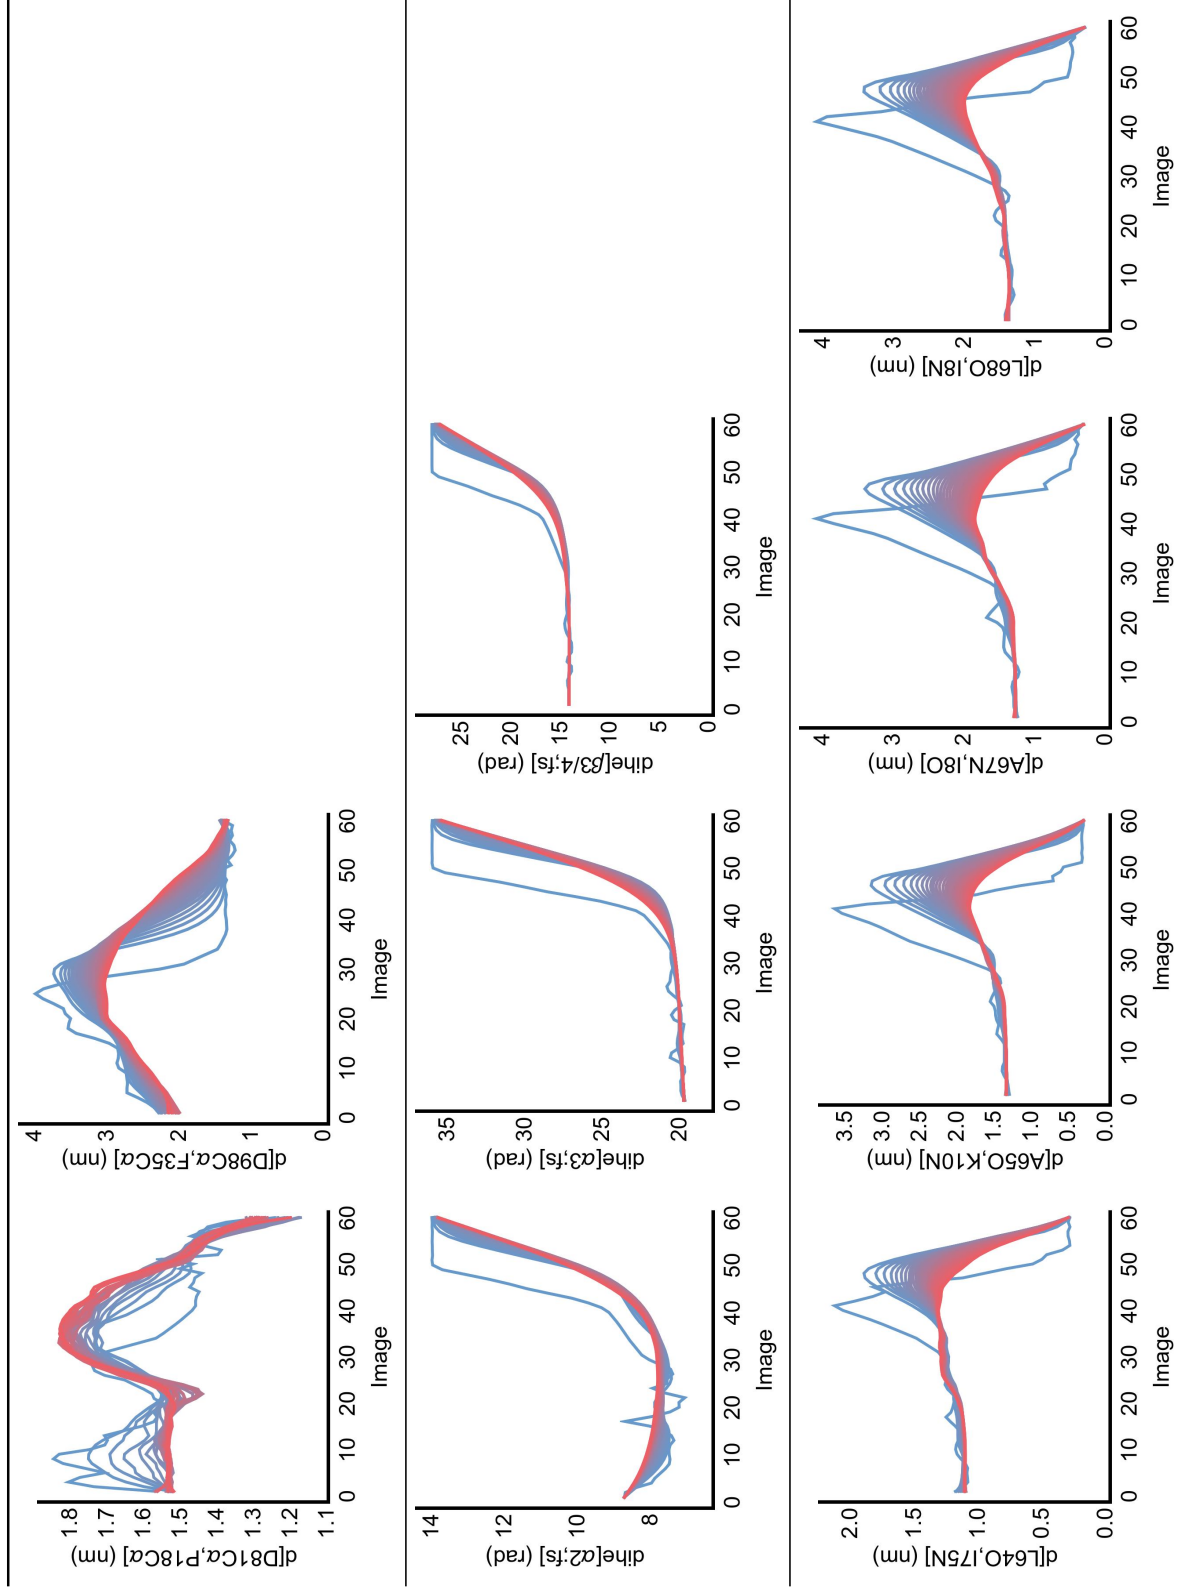 d[D81Cα,P18Cα]
(nm)
1.8
1.7
1.6
1.5
1.4
1.3
1.2
1.1
0 10 20 30 40 50 60
Image
d[D98Cα,F35Cα] (nm)
4
3
2
1
0
0 10 20 30 40 50 60
Image
dihe[α2;fs] (rad)
14
12
10
8
0 10 20 30 40 50 60
Image
dihe[α3;fs] (rad)
35
30
25
20
0 10 20 30 40 50 60
Image
dihe[β3/4;fs] (rad)
25
20
15
10
5
0
0 10 20 30 40 50 60
Image
d[L64O,I75N] (nm)
2.0
1.5
1.0
0.5
0.0
0 10 20 30 40 50 60
Image
d[A65O,K10N] (nm)
3.5
3.0
2.5
2.0
1.5
1.0
0.5
0.0
0 10 20 30 40 50 60
Image
d[A67N,I8O] (nm)
4
3
2
1
0
0 10 20 30 40 50 60
Image
d[L68O,I8N] (nm)
4
3
2
1
0
0 10 20 30 40 50 60
Image